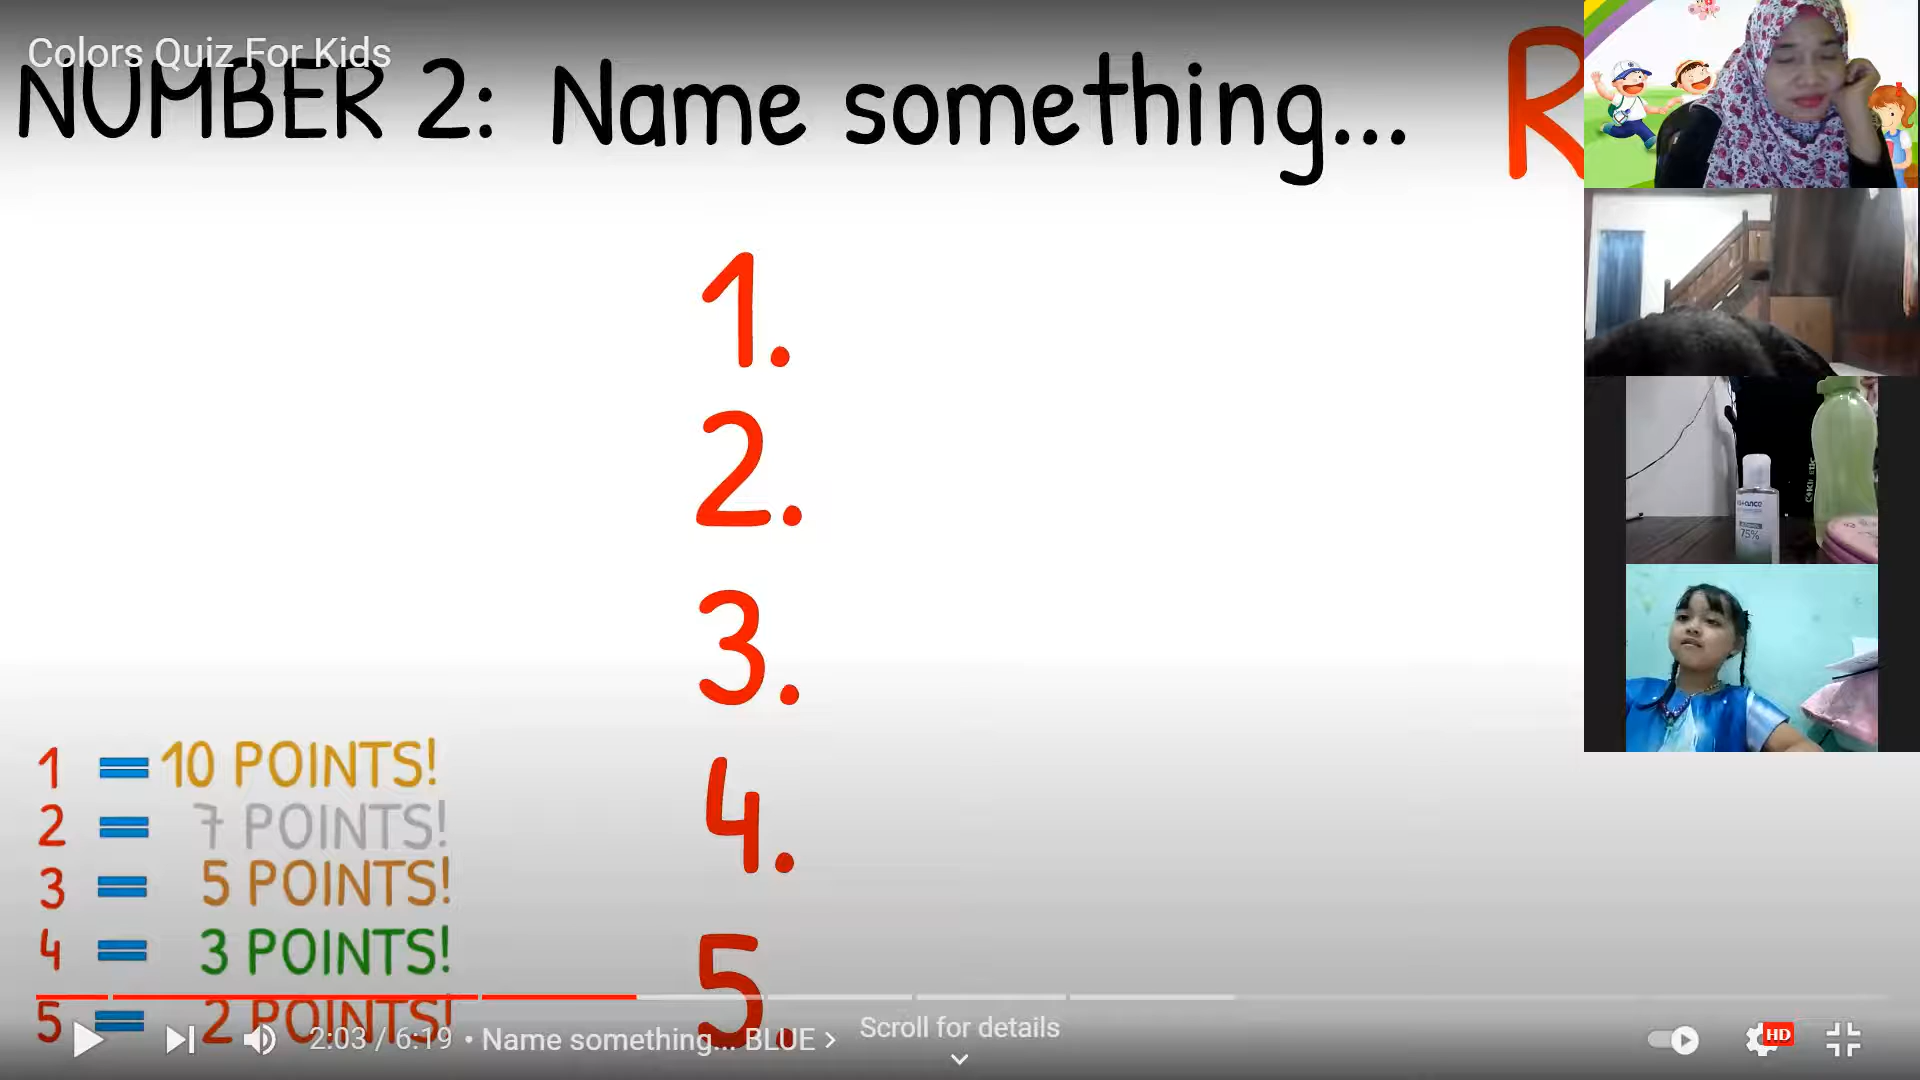 Colors Quiz For Kids
NUMBER 2: Name something... R
1.
2.
3.
4.
5.
1 = 10 POINTS!
2 = 7 POINTS!
3 = 5 POINTS!
4 = 3 POINTS!
5 = 2 POINTS!
2:03 / 6:19 • Name something... BLUE >
Scroll for details
HD
75%